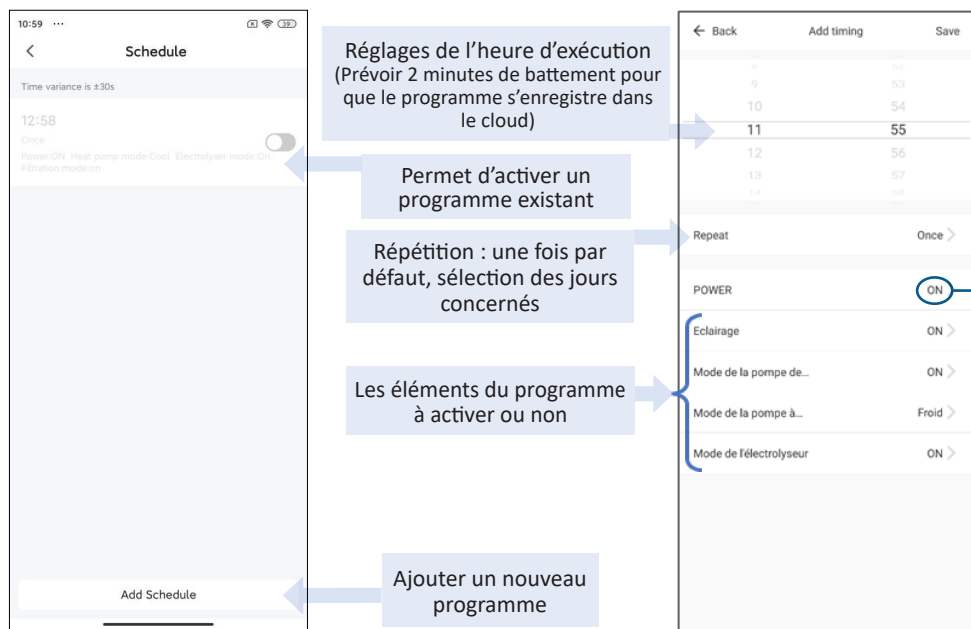 10:59 ...
39
Schedule
Time variance is ±30s
12:58
Once
Power:ON Heat pump mode:Cool Electrolyser mode:On
Filtration mode:on
Add Schedule
Réglages de l'heure d'exécution
(Prévoir 2 minutes de battement pour
que le programme s'enregistre dans
le cloud)
Permet d'activer un
programme existant
Répétition : une fois par
défaut, sélection des jours
concernés
Les éléments du programme
à activer ou non
Ajouter un nouveau
programme
Back Add timing Save
9 53
10 54
11 55
12 56
13 57
Repeat Once
POWER ON
Eclairage ON
Mode de la pompe de... ON
Mode de la pompe à... Froid
Mode de l'électrolyseur ON